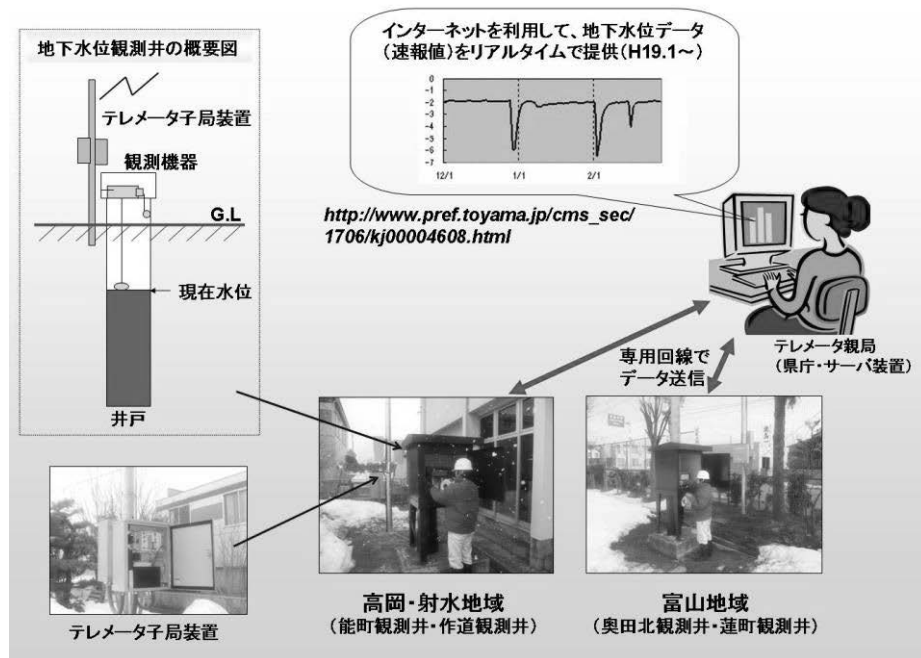 地下水位観測井の概要図
テレメータ子局装置
観測機器
G.L
現在水位
井戸
インターネットを利用して、地下水位データ
(速報値)をリアルタイムで提供(H19.1〜)
0
-1
-2
-3
-4
-5
-6
-7
12/1 1/1 2/1
http://www.pref.toyama.jp/cms_sec/
1706/kj00004608.html
テレメータ親局
(県庁・サーバ装置)
専用回線で
データ送信
テレメータ子局装置
高岡・射水地域
(能町観測井・作道観測井)
富山地域
(奥田北観測井・蓮町観測井)